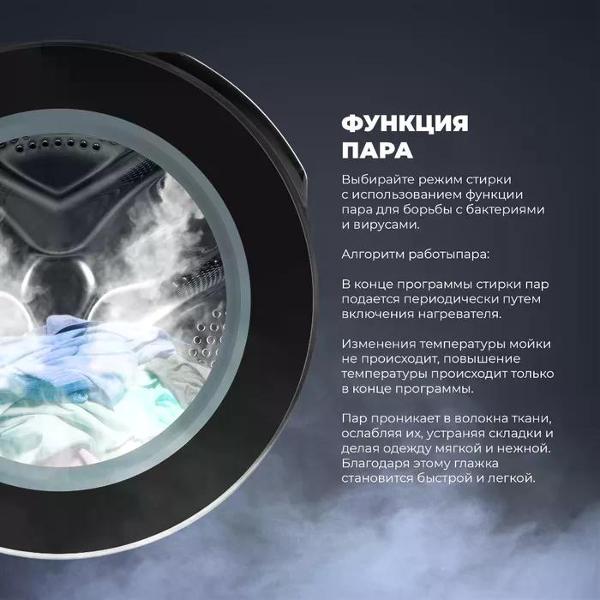 ФУНКЦИЯ
ПАРА
Выбирайте режим стирки
с использованием функции
пара для борьбы с бактериями
и вирусами.
Алгоритм работыпара:
В конце программы стирки пар
подается периодически путем
включения нагревателя.
Изменения температуры мойки
не происходит, повышение
температуры происходит только
в конце программы.
Пар проникает в волокна ткани,
ослабляя их, устраняя складки и
делая одежду мягкой и нежной.
Благодаря этому глажка
становится быстрой и легкой.